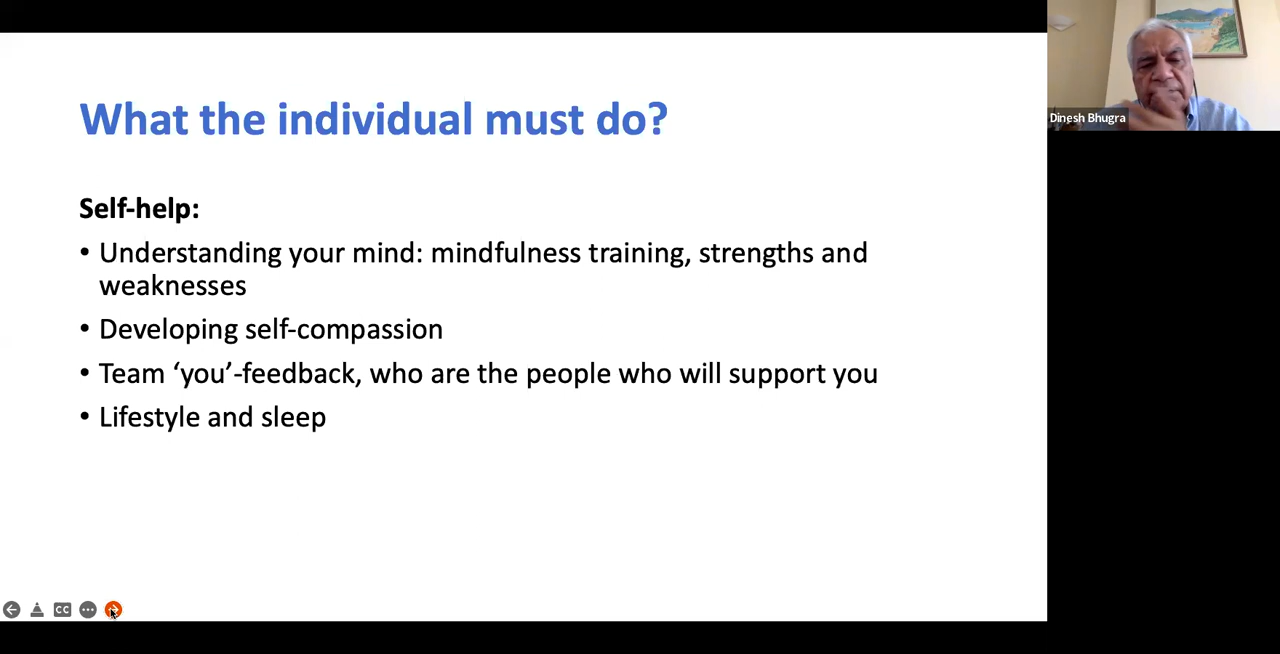 What the individual must do?
Self-help:
• Understanding your mind: mindfulness training, strengths and
weaknesses
• Developing self-compassion
• Team ‘you’-feedback, who are the people who will support you
• Lifestyle and sleep
Dinesh Bhugra
CC